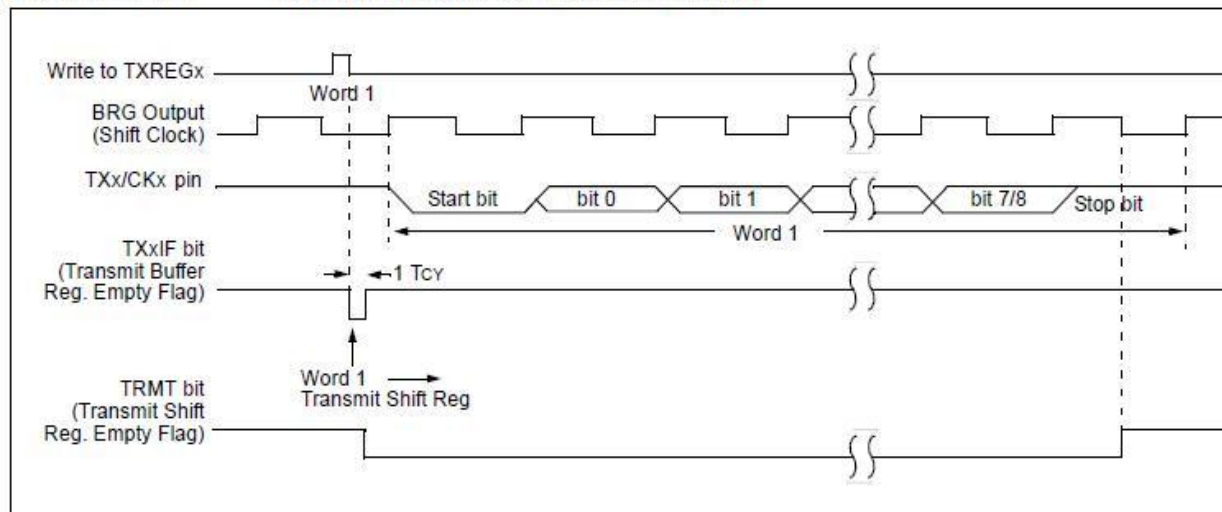 Write to TXREGx
Word 1
BRG Output
(Shift Clock)
TXx/CKx pin
Start bit
bit 0
bit 1
bit 7/8
Stop bit
Word 1
TXxIF bit
(Transmit Buffer
Reg. Empty Flag)
1 TCY
Word 1
Transmit Shift Reg
TRMT bit
(Transmit Shift
Reg. Empty Flag)